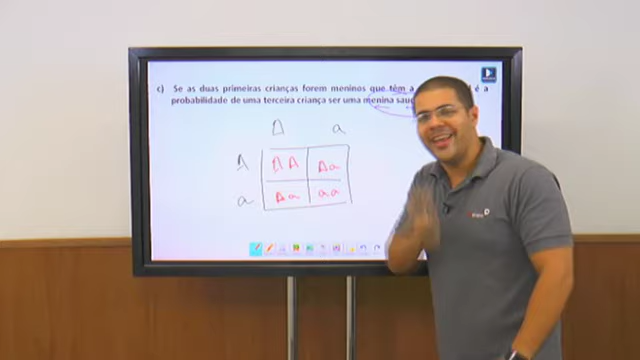 c) Se as duas primeiras crianças forem meninos que têm a é a
probabilidade de uma terceira criança ser uma menina
A a
A AA Aa
a Aa aa